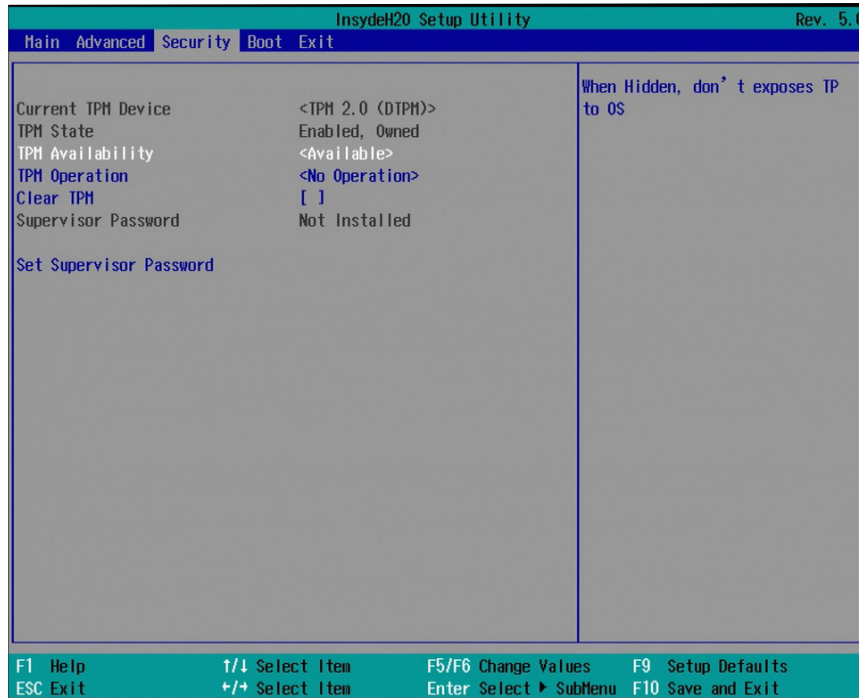 InsydeH20 Setup Utility Rev. 5.0
Main Advanced Security Boot Exit
When Hidden, don't exposes TP
to OS
Current TPM Device <TPM 2.0 (DTPM)>
TPM State Enabled, Owned
TPM Availability <Available>
TPM Operation <No Operation>
Clear TPM [ ]
Supervisor Password Not Installed
Set Supervisor Password
F1 Help ↑/↓ Select Item F5/F6 Change Values F9 Setup Defaults
ESC Exit ←/→ Select Item Enter Select ▶ SubMenu F10 Save and Exit